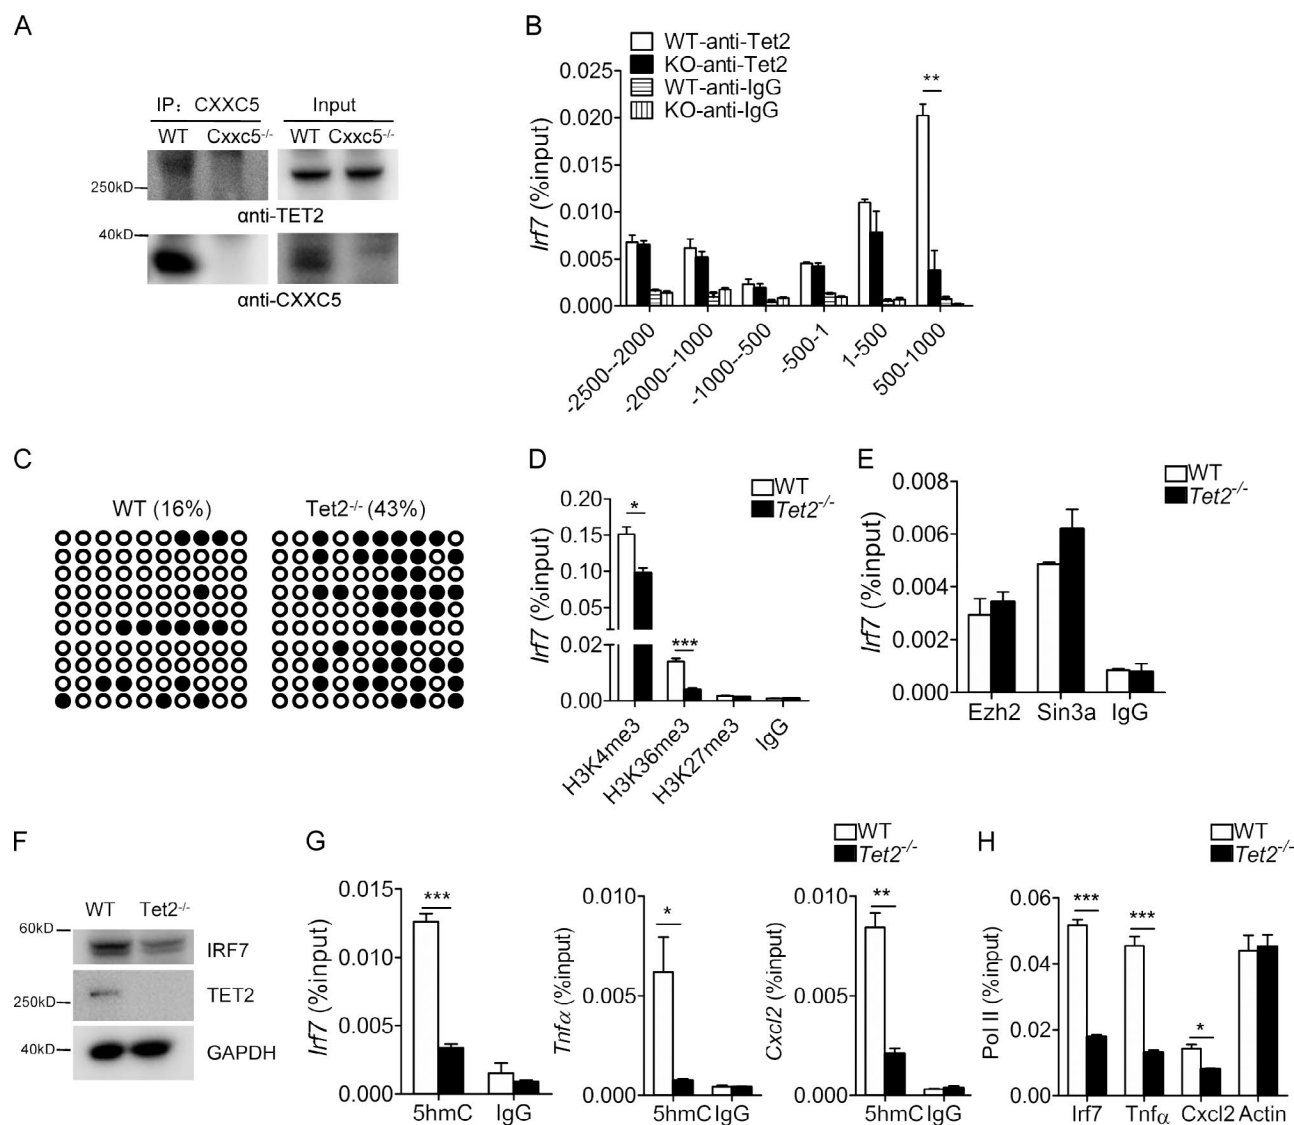 A
IP: CXXC5 Input
WT Cxxc5-/- WT Cxxc5-/-
250kD
αnti-TET2
40kD
αnti-CXXC5
B
WT-anti-Tet2
KO-anti-Tet2
WT-anti-IgG
KO-anti-IgG
Irf7 (%input)
0.025
0.020
0.015
0.010
0.005
0.000
**
-2500--2000
-2000--1000
-1000--500
-500-1
1-500
500-1000
C
WT (16%) Tet2-/- (43%)
D
WT
Tet2-/-
Irf7 (%input)
0.20
0.15
0.10
0.05
0.02
0.00
*
***
H3K4me3
H3K36me3
H3K27me3
IgG
E
WT
Tet2-/-
Irf7 (%input)
0.008
0.006
0.004
0.002
0.000
Ezh2 Sin3a IgG
F
WT Tet2-/-
60kD
IRF7
250kD
TET2
40kD
GAPDH
G
WT
Tet2-/-
Irf7 (%input)
0.015
0.010
0.005
0.000
***
5hmC IgG
Tnfα (%input)
0.010
0.005
0.000
*
5hmC IgG
Cxcl2 (%input)
0.010
0.005
0.000
**
5hmC IgG
H
WT
Tet2-/-
Pol II (%input)
0.06
0.04
0.02
0.00
***
***
*
Irf7 Tnfα Cxcl2 Actin